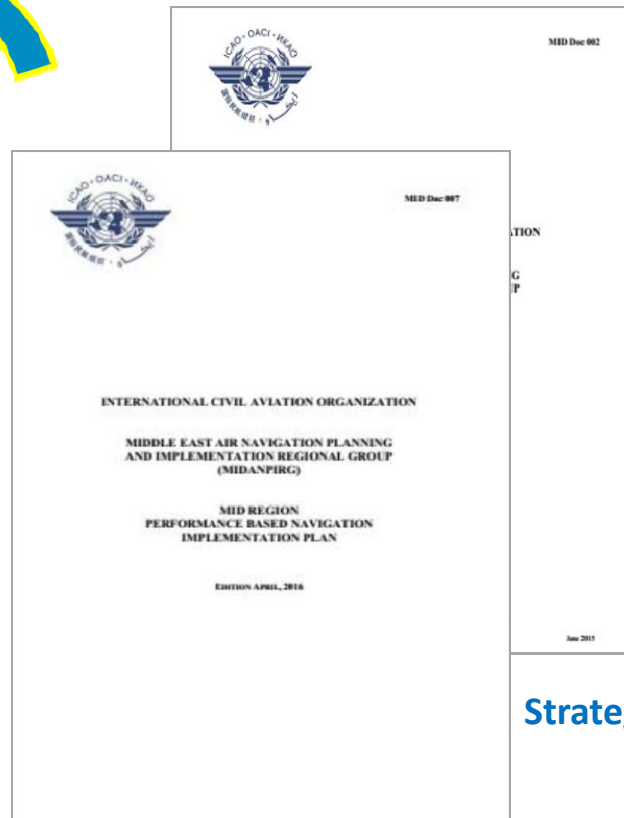 ICAO · OACI · ИКАО
MID Doc 002
ICAO · OACI · ИКАО
MID Doc 007
TION
G
UP
INTERNATIONAL CIVIL AVIATION ORGANIZATION
MIDDLE EAST AIR NAVIGATION PLANNING
AND IMPLEMENTATION REGIONAL GROUP
(MIDANPIRG)
MID REGION
PERFORMANCE BASED NAVIGATION
IMPLEMENTATION PLAN
EDITION APRIL, 2016
June 2015
Strate